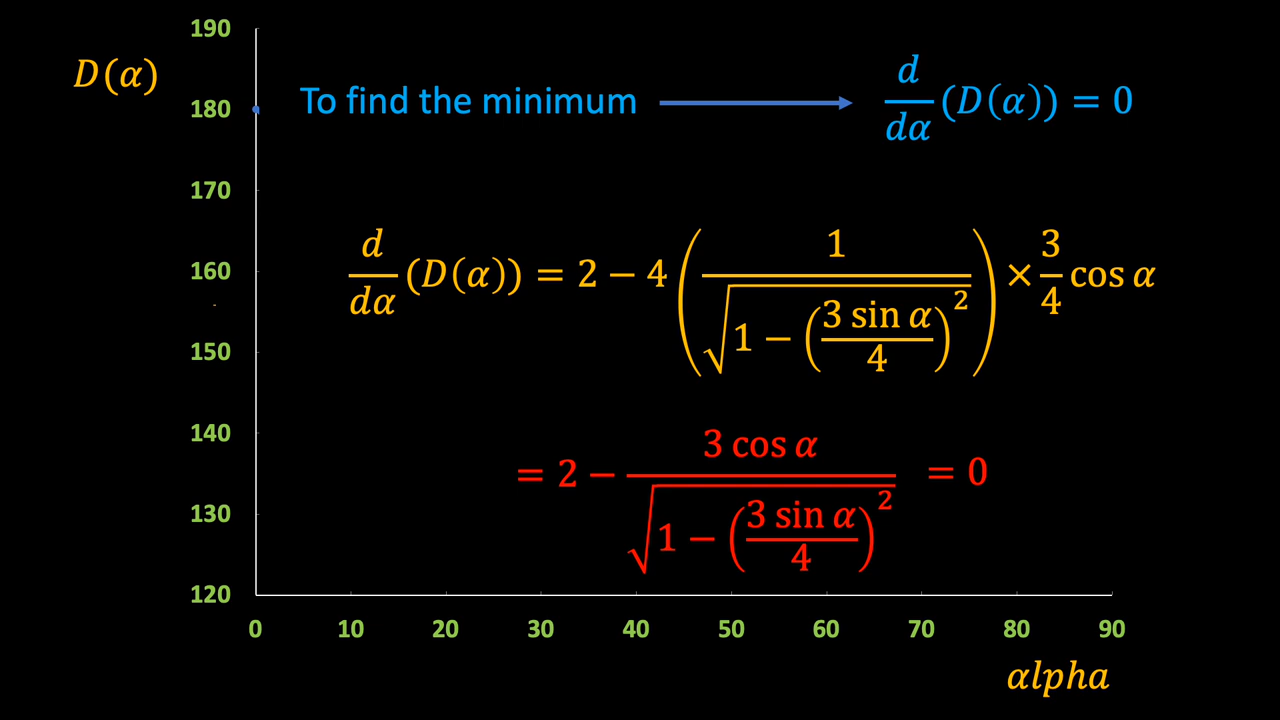 190
D(α)
To find the minimum
d/dα (D(α)) = 0
180
170
d/dα (D(α)) = 2 − 4 (1/√(1 − (3 sin α/4)²)) × 3/4 cos α
160
150
140
= 2 − 3 cos α/√(1 − (3 sin α/4)²) = 0
130
120
0 10 20 30 40 50 60 70 80 90
αlpha